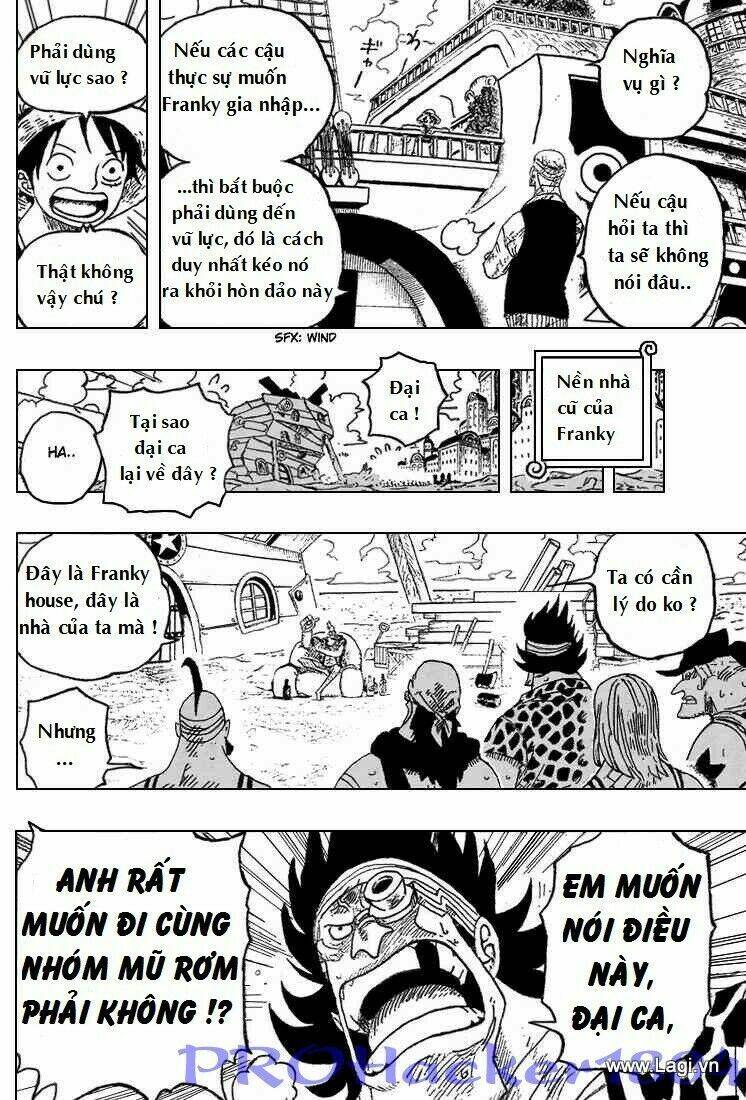 Nghĩa
vụ gì ?
Nếu cậu
hỏi ta thì
ta sẽ không
nói đâu..
Nếu các cậu
thực sự muốn
Franky gia nhập...
...thì bắt buộc
phải dùng đến
vũ lực, đó là cách
duy nhất kéo nó
ra khỏi hòn đảo này
Phải dùng
vũ lực sao ?
Thật không
vậy chứ ?
SFX: WIND
Nền nhà
cũ của
Franky
Đại
ca !
Tại sao
đại ca
lại về dây ?
HA..
Ta có cần
lý do ko ?
Đây là Franky
house, đây là
nhà của ta mà !
Nhưng
...
EM MUỐN
NÓI ĐIỀU
NÀY,
ĐẠI CA,
ANH RẤT
MUỐN ĐI CÙNG
NHÓM MŨ RƠM
PHẢI KHÔNG !?
www.Lagi.vn